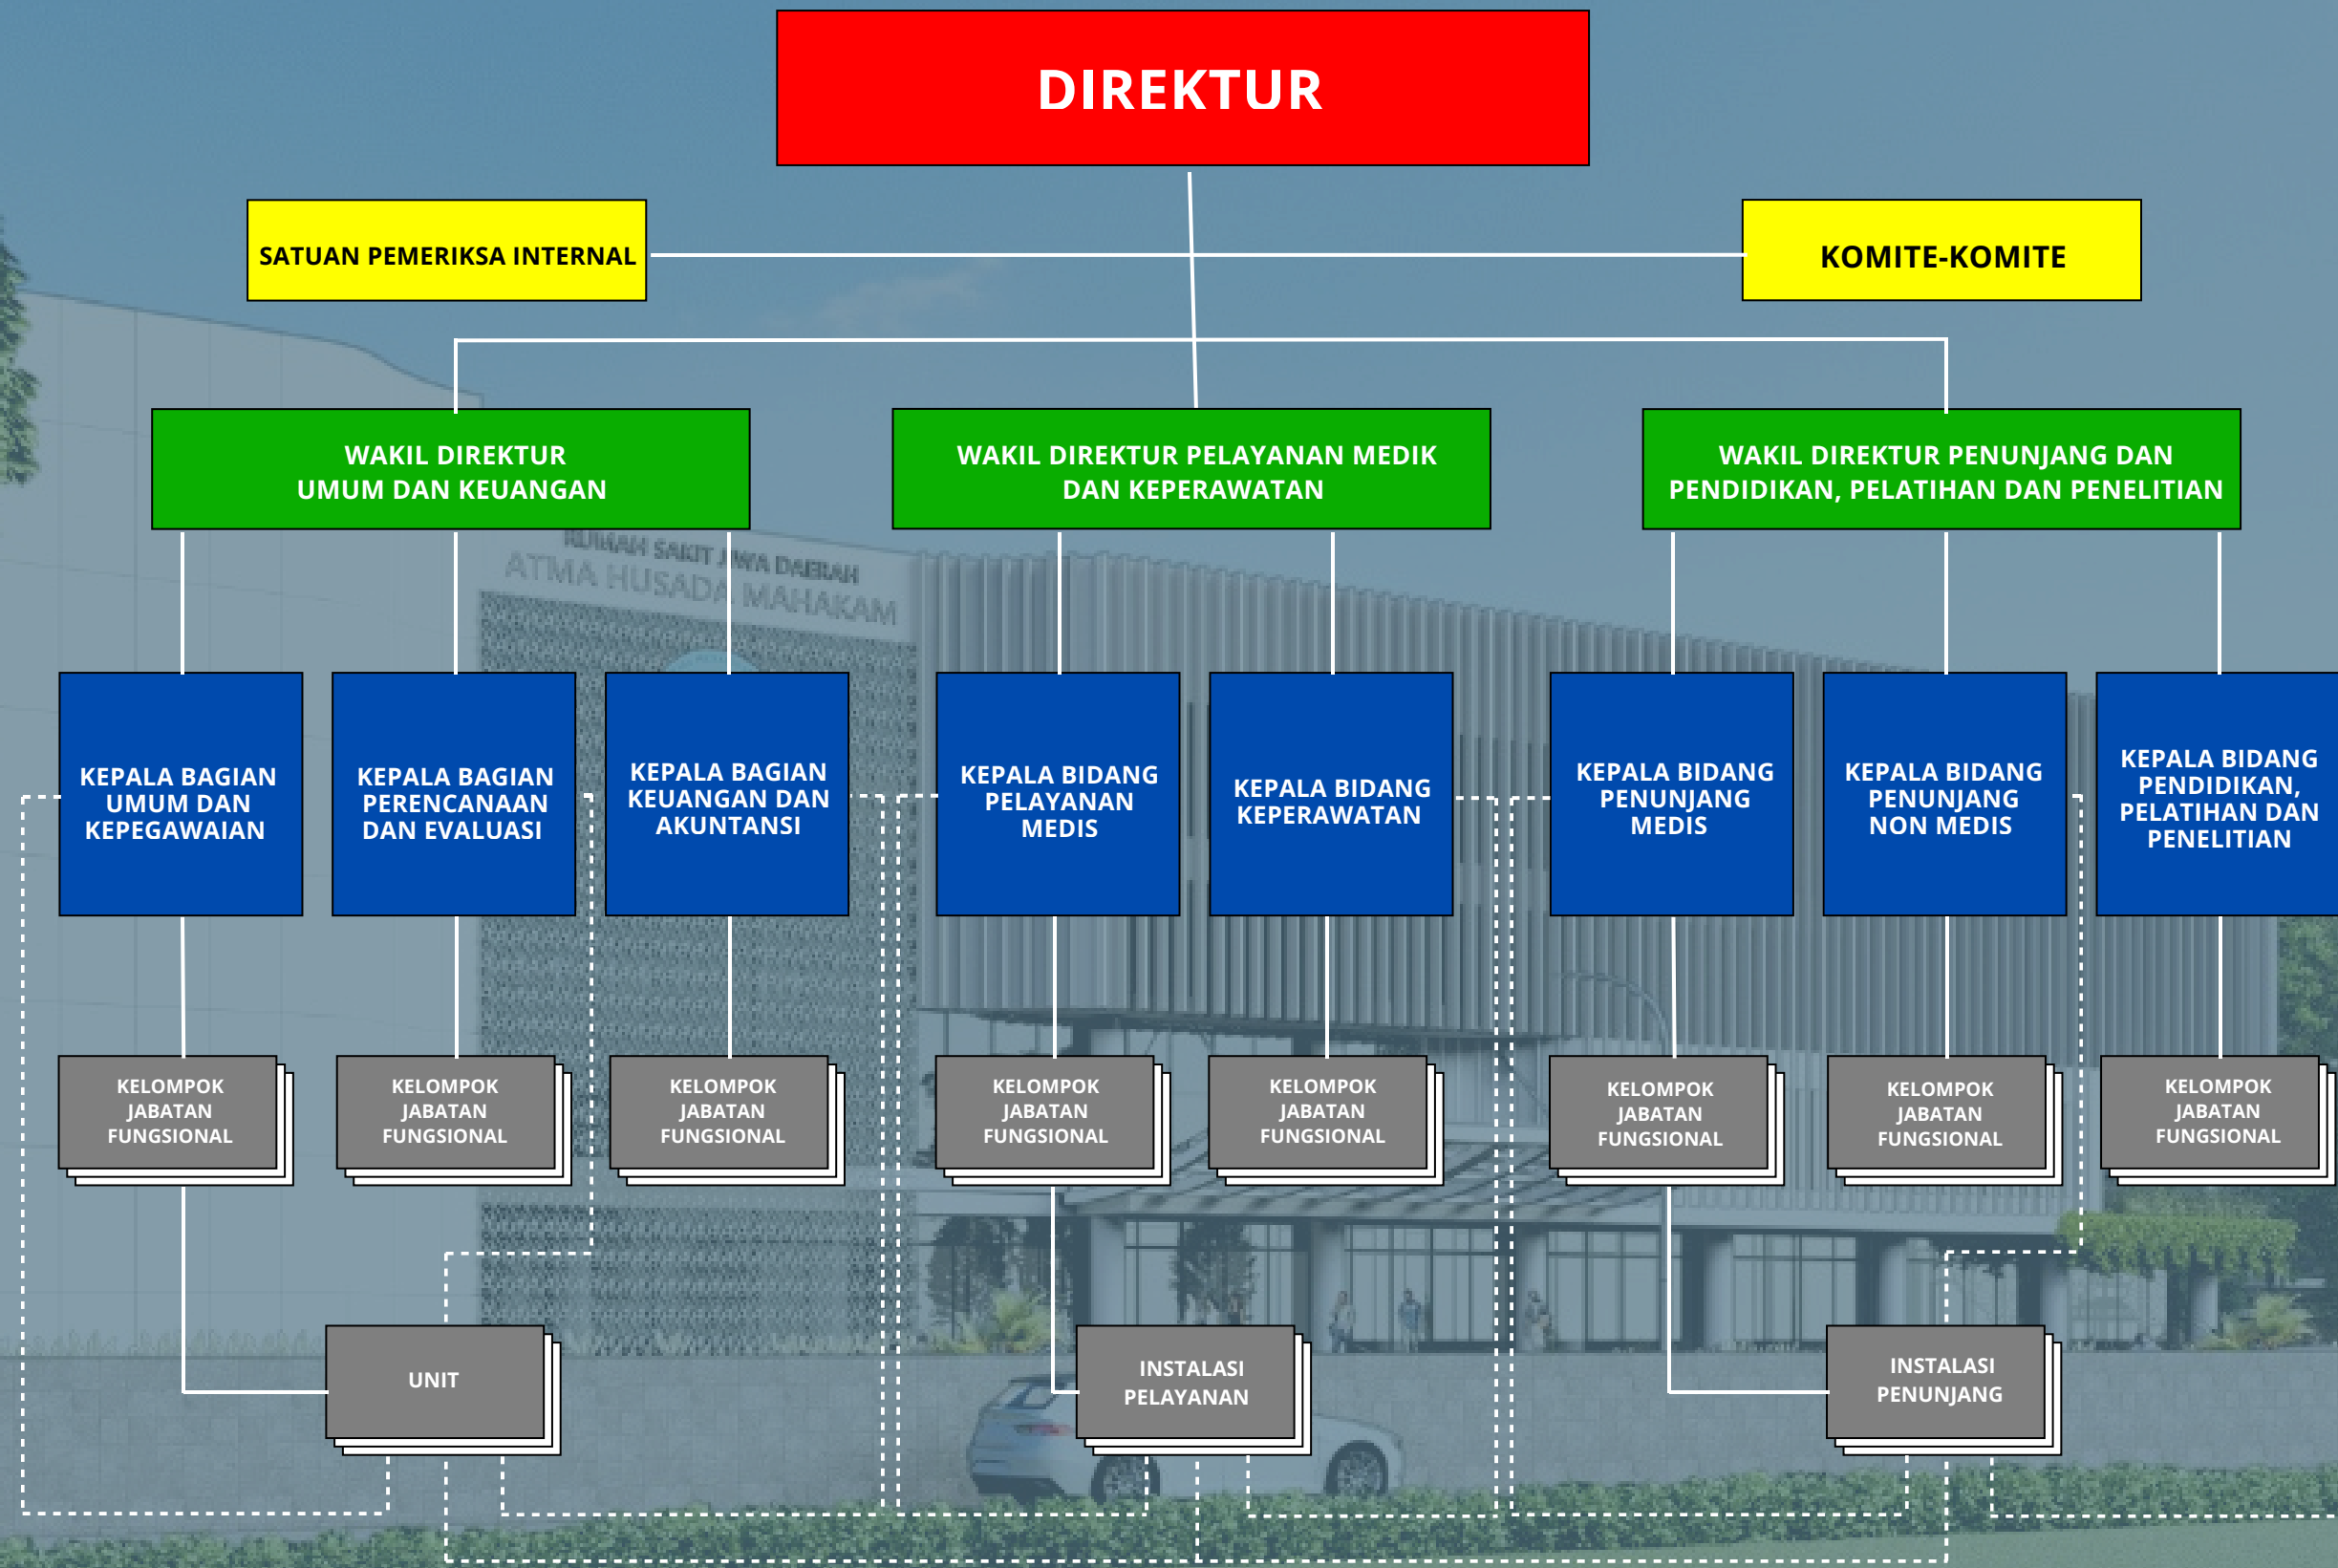 DIREKTUR
SATUAN PEMERIKSA INTERNAL
KOMITE-KOMITE
WAKIL DIREKTUR
UMUM DAN KEUANGAN
WAKIL DIREKTUR PELAYANAN MEDIK
DAN KEPERAWATAN
WAKIL DIREKTUR PENUNJANG DAN
PENDIDIKAN, PELATIHAN DAN PENELITIAN
RUMAH SAKIT JIWA DAERAH
ATMA HUSADA MAHAKAM
KEPALA BAGIAN
UMUM DAN
KEPEGAWAIAN
KEPALA BAGIAN
PERENCANAAN
DAN EVALUASI
KEPALA BAGIAN
KEUANGAN DAN
AKUNTANSI
KEPALA BIDANG
PELAYANAN
MEDIS
KEPALA BIDANG
KEPERAWATAN
KEPALA BIDANG
PENUNJANG
MEDIS
KEPALA BIDANG
PENUNJANG
NON MEDIS
KEPALA BIDANG
PENDIDIKAN,
PELATIHAN DAN
PENELITIAN
KELOMPOK
JABATAN
FUNGSIONAL
KELOMPOK
JABATAN
FUNGSIONAL
KELOMPOK
JABATAN
FUNGSIONAL
KELOMPOK
JABATAN
FUNGSIONAL
KELOMPOK
JABATAN
FUNGSIONAL
KELOMPOK
JABATAN
FUNGSIONAL
KELOMPOK
JABATAN
FUNGSIONAL
KELOMPOK
JABATAN
FUNGSIONAL
UNIT
INSTALASI
PELAYANAN
INSTALASI
PENUNJANG